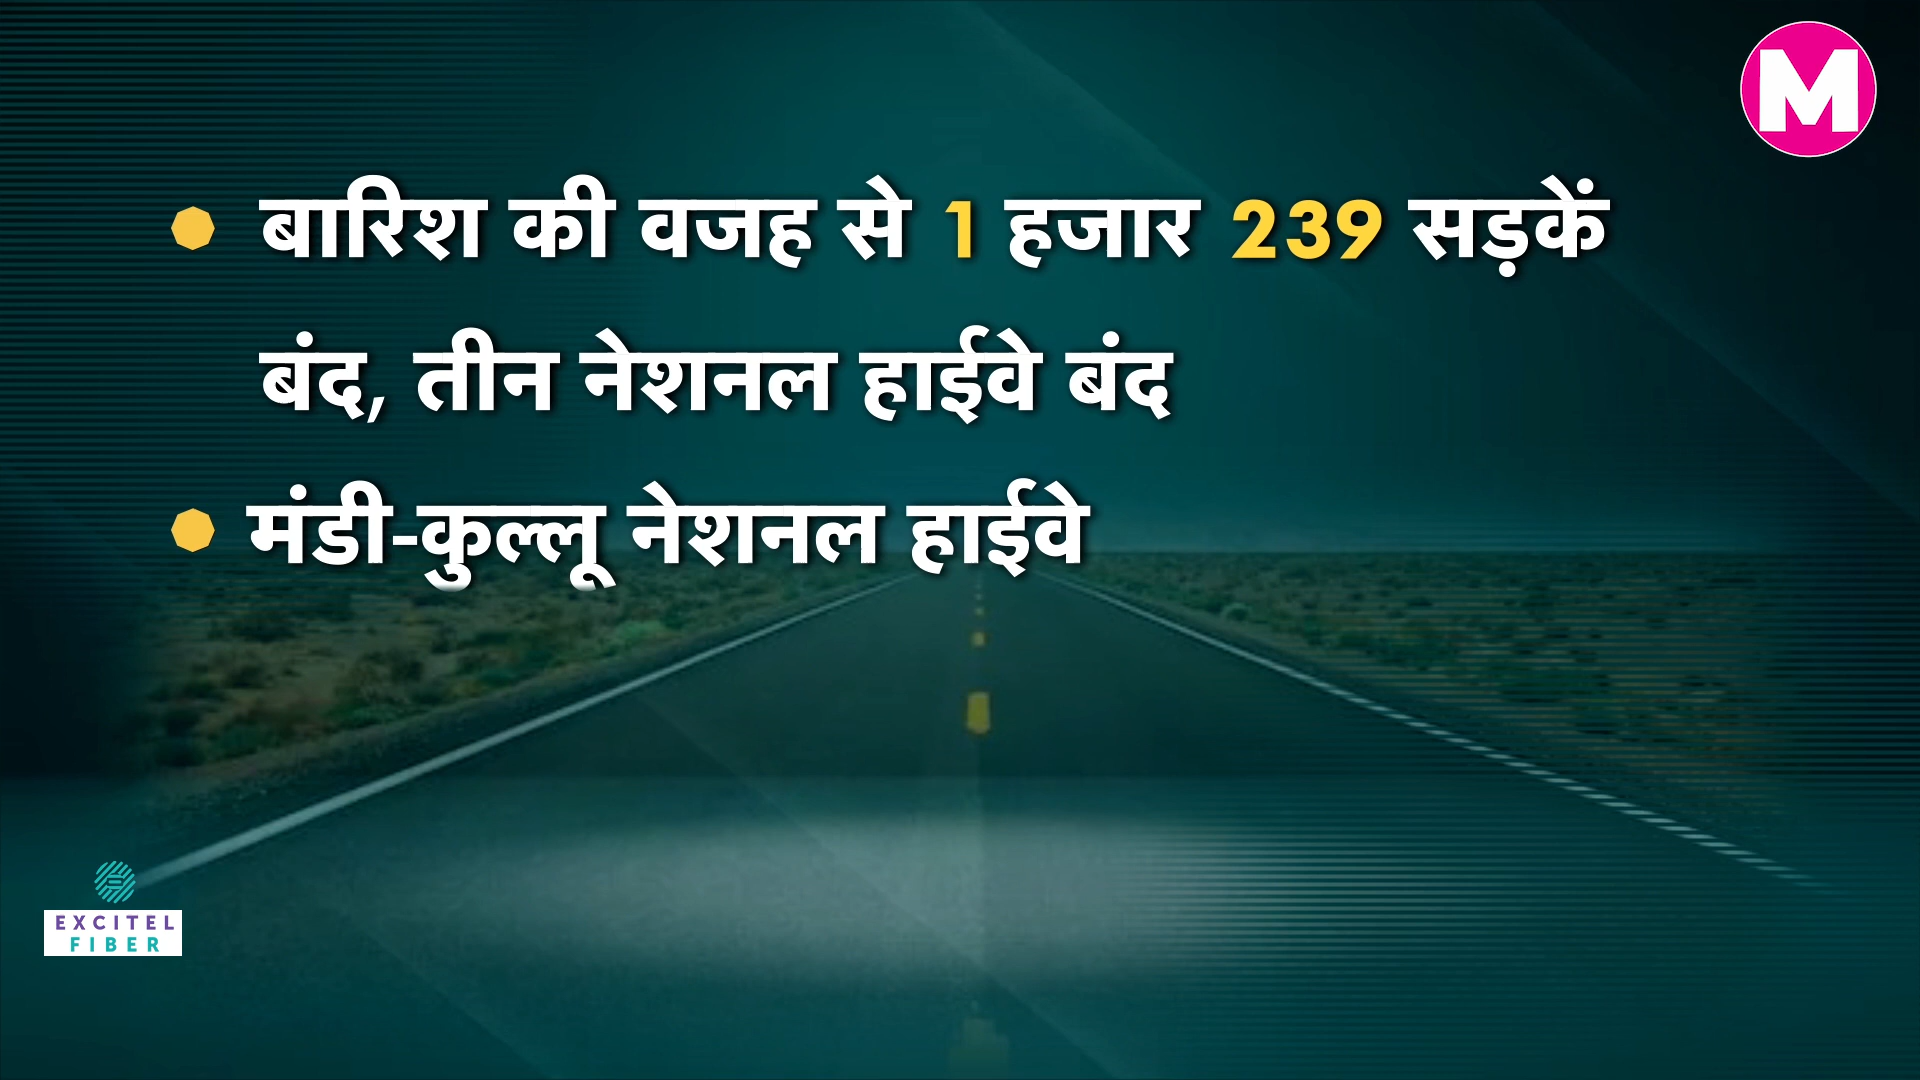 M
बारिश की वजह से 1 हजार 239 सड़कें
बंद, तीन नेशनल हाईवे बंद
मंडी-कुल्लू नेशनल हाईवे
EXCITEL
FIBER